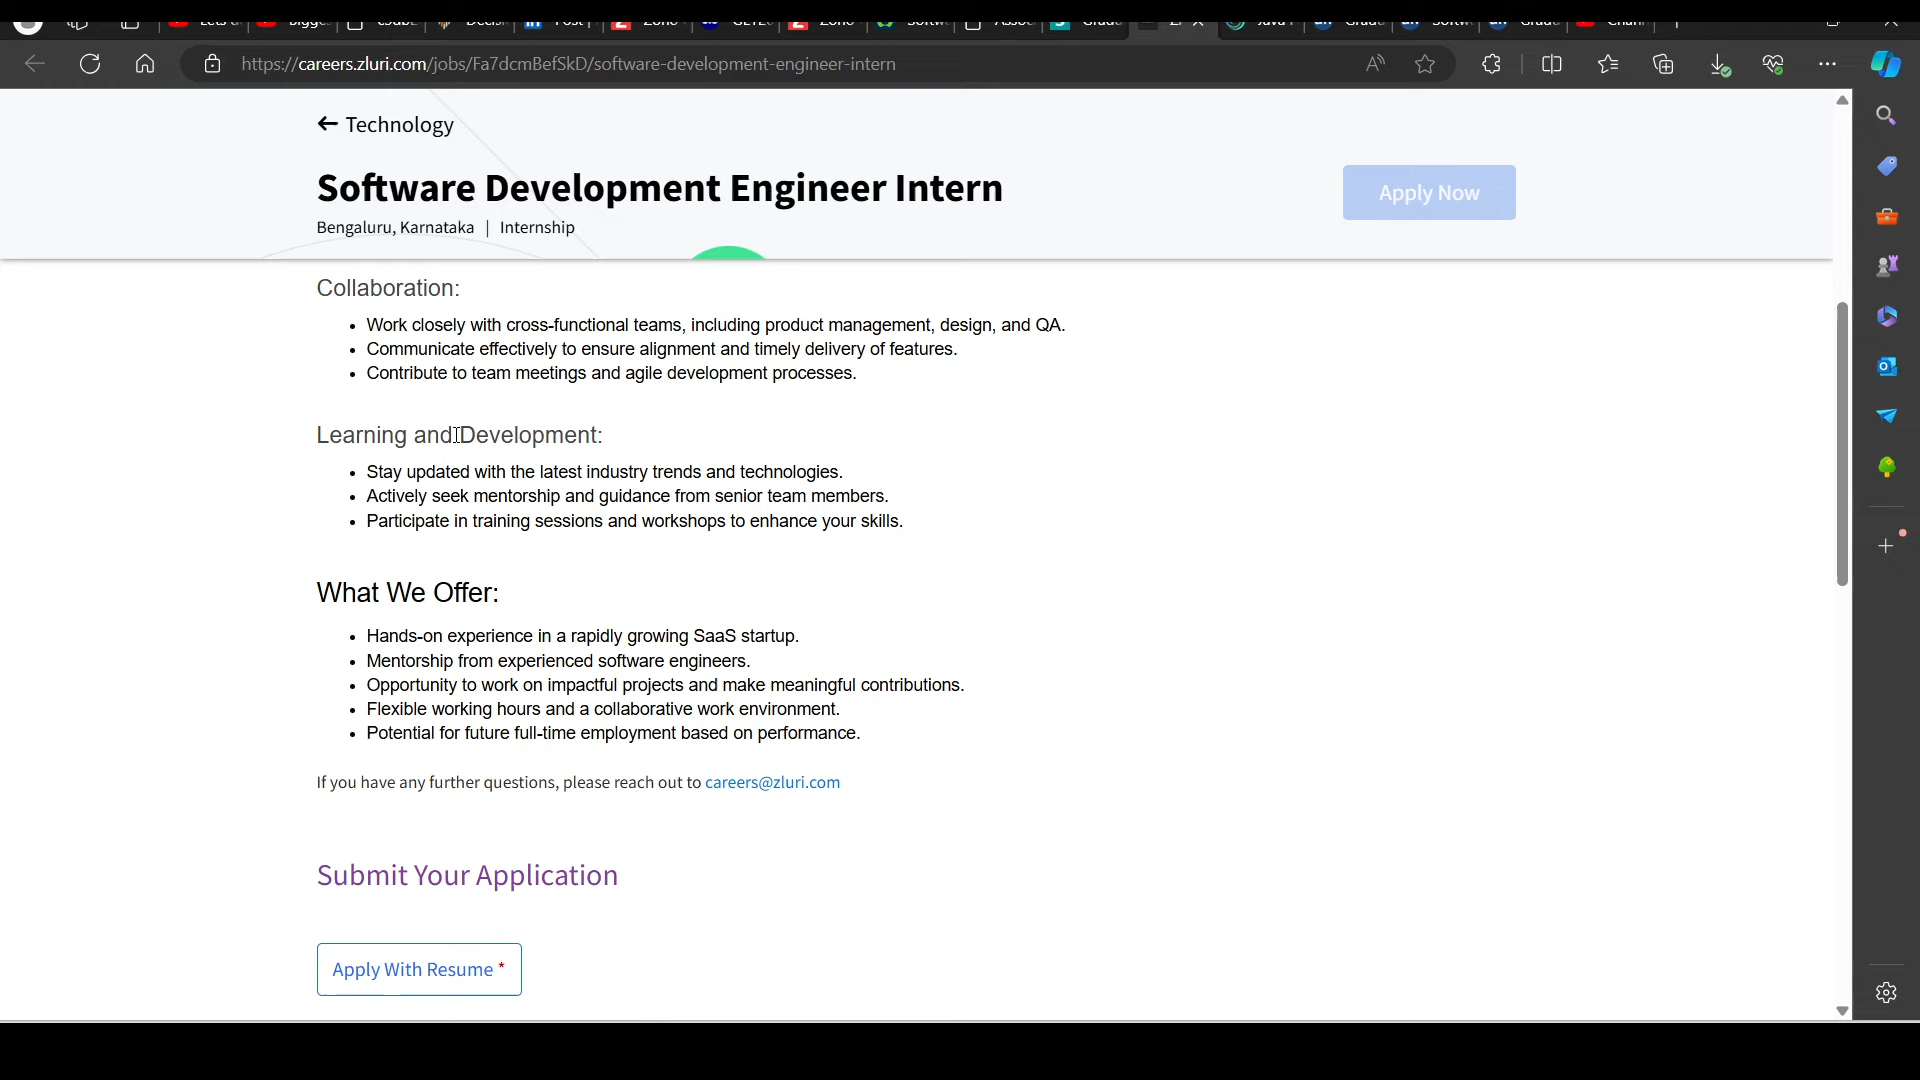 https://careers.zluri.com/jobs/Fa7dcmBefSkD/software-development-engineer-intern
← Technology
Software Development Engineer Intern
Apply Now
Bengaluru, Karnataka | Internship
Collaboration:
• Work closely with cross-functional teams, including product management, design, and QA.
• Communicate effectively to ensure alignment and timely delivery of features.
• Contribute to team meetings and agile development processes.
Learning and Development:
• Stay updated with the latest industry trends and technologies.
• Actively seek mentorship and guidance from senior team members.
• Participate in training sessions and workshops to enhance your skills.
What We Offer:
• Hands-on experience in a rapidly growing SaaS startup.
• Mentorship from experienced software engineers.
• Opportunity to work on impactful projects and make meaningful contributions.
• Flexible working hours and a collaborative work environment.
• Potential for future full-time employment based on performance.
If you have any further questions, please reach out to careers@zluri.com
Submit Your Application
Apply With Resume *